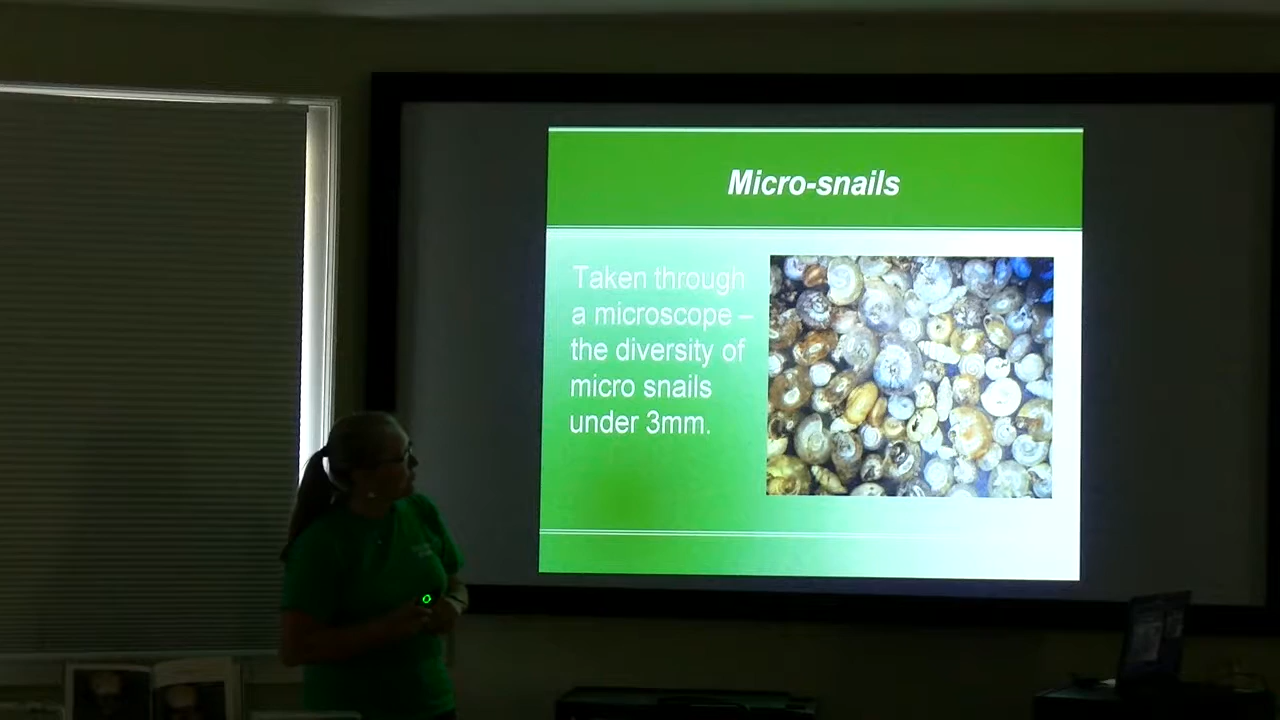 Micro-snails
Taken through
a microscope –
the diversity of
micro snails
under 3mm.